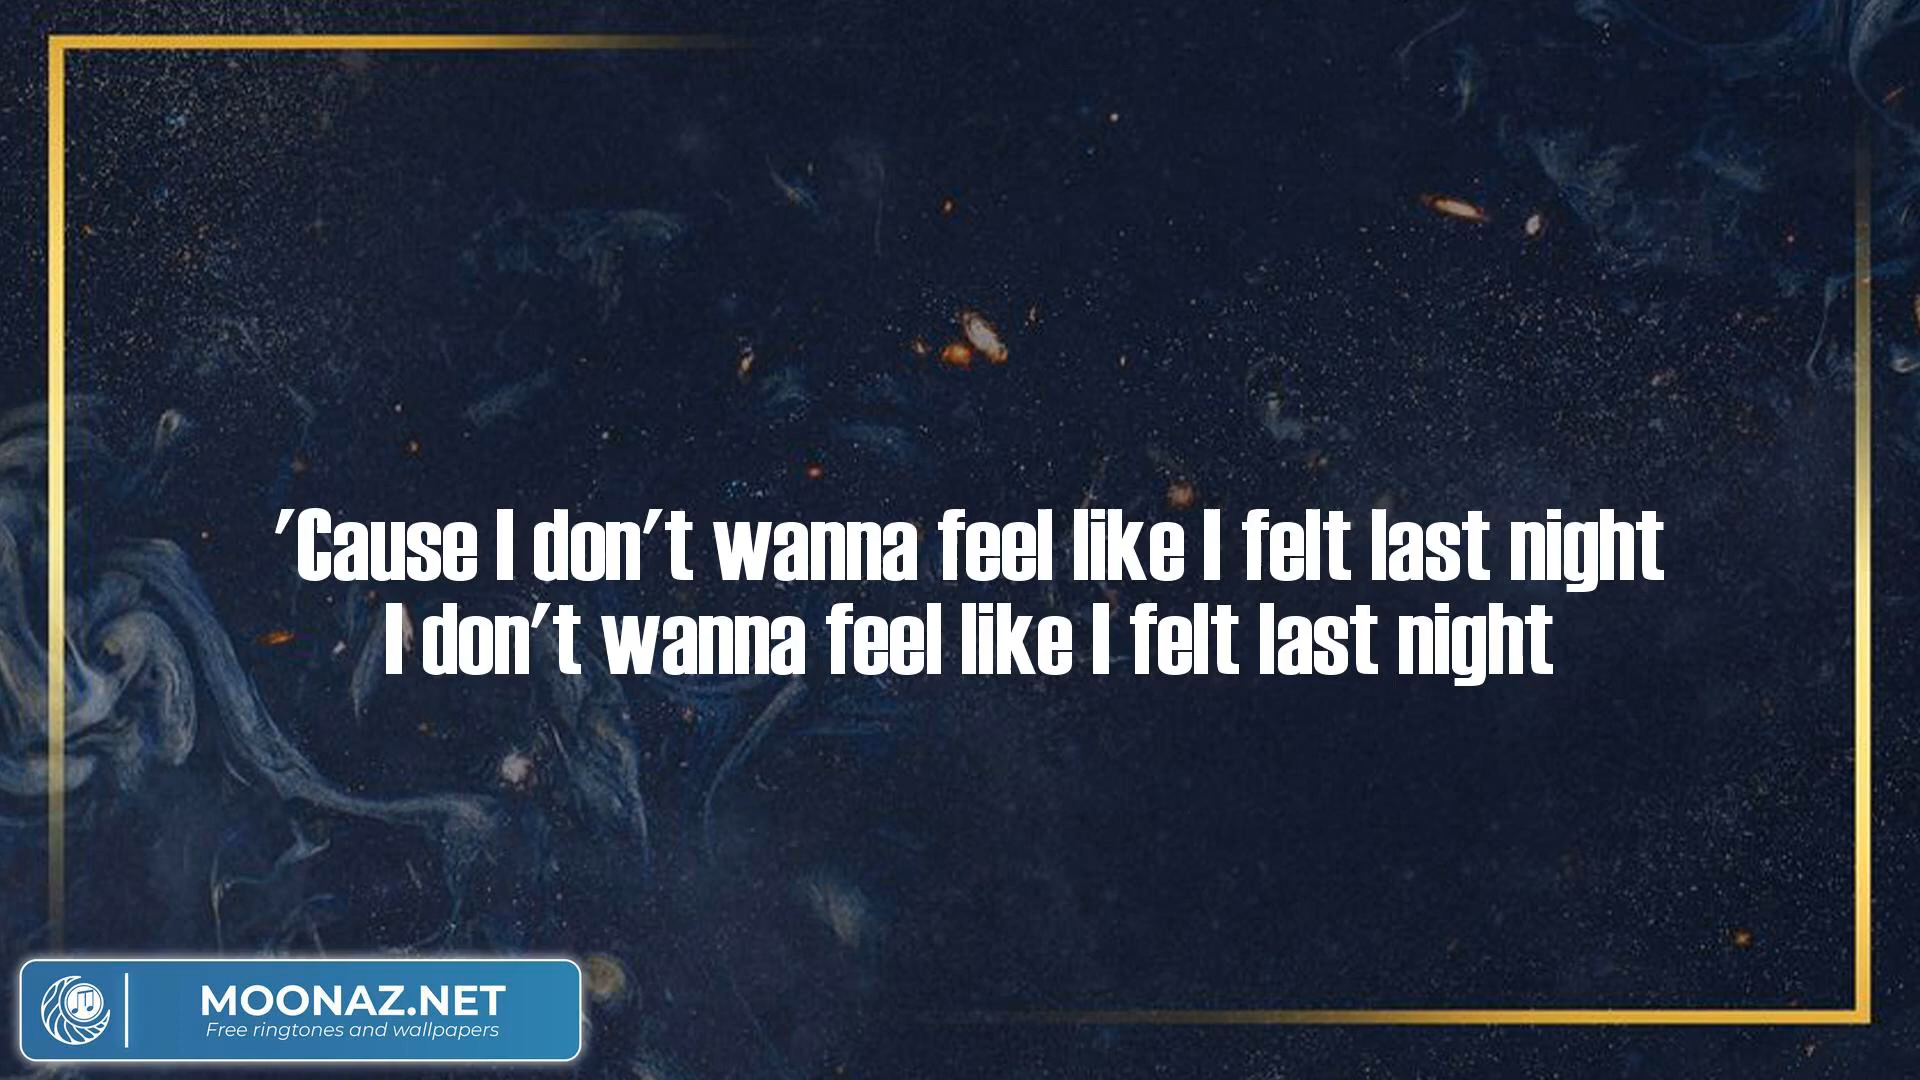 'Cause I don't wanna feel like I felt last night
I don't wanna feel like I felt last night
MOONAZ.NET
Free ringtones and wallpapers